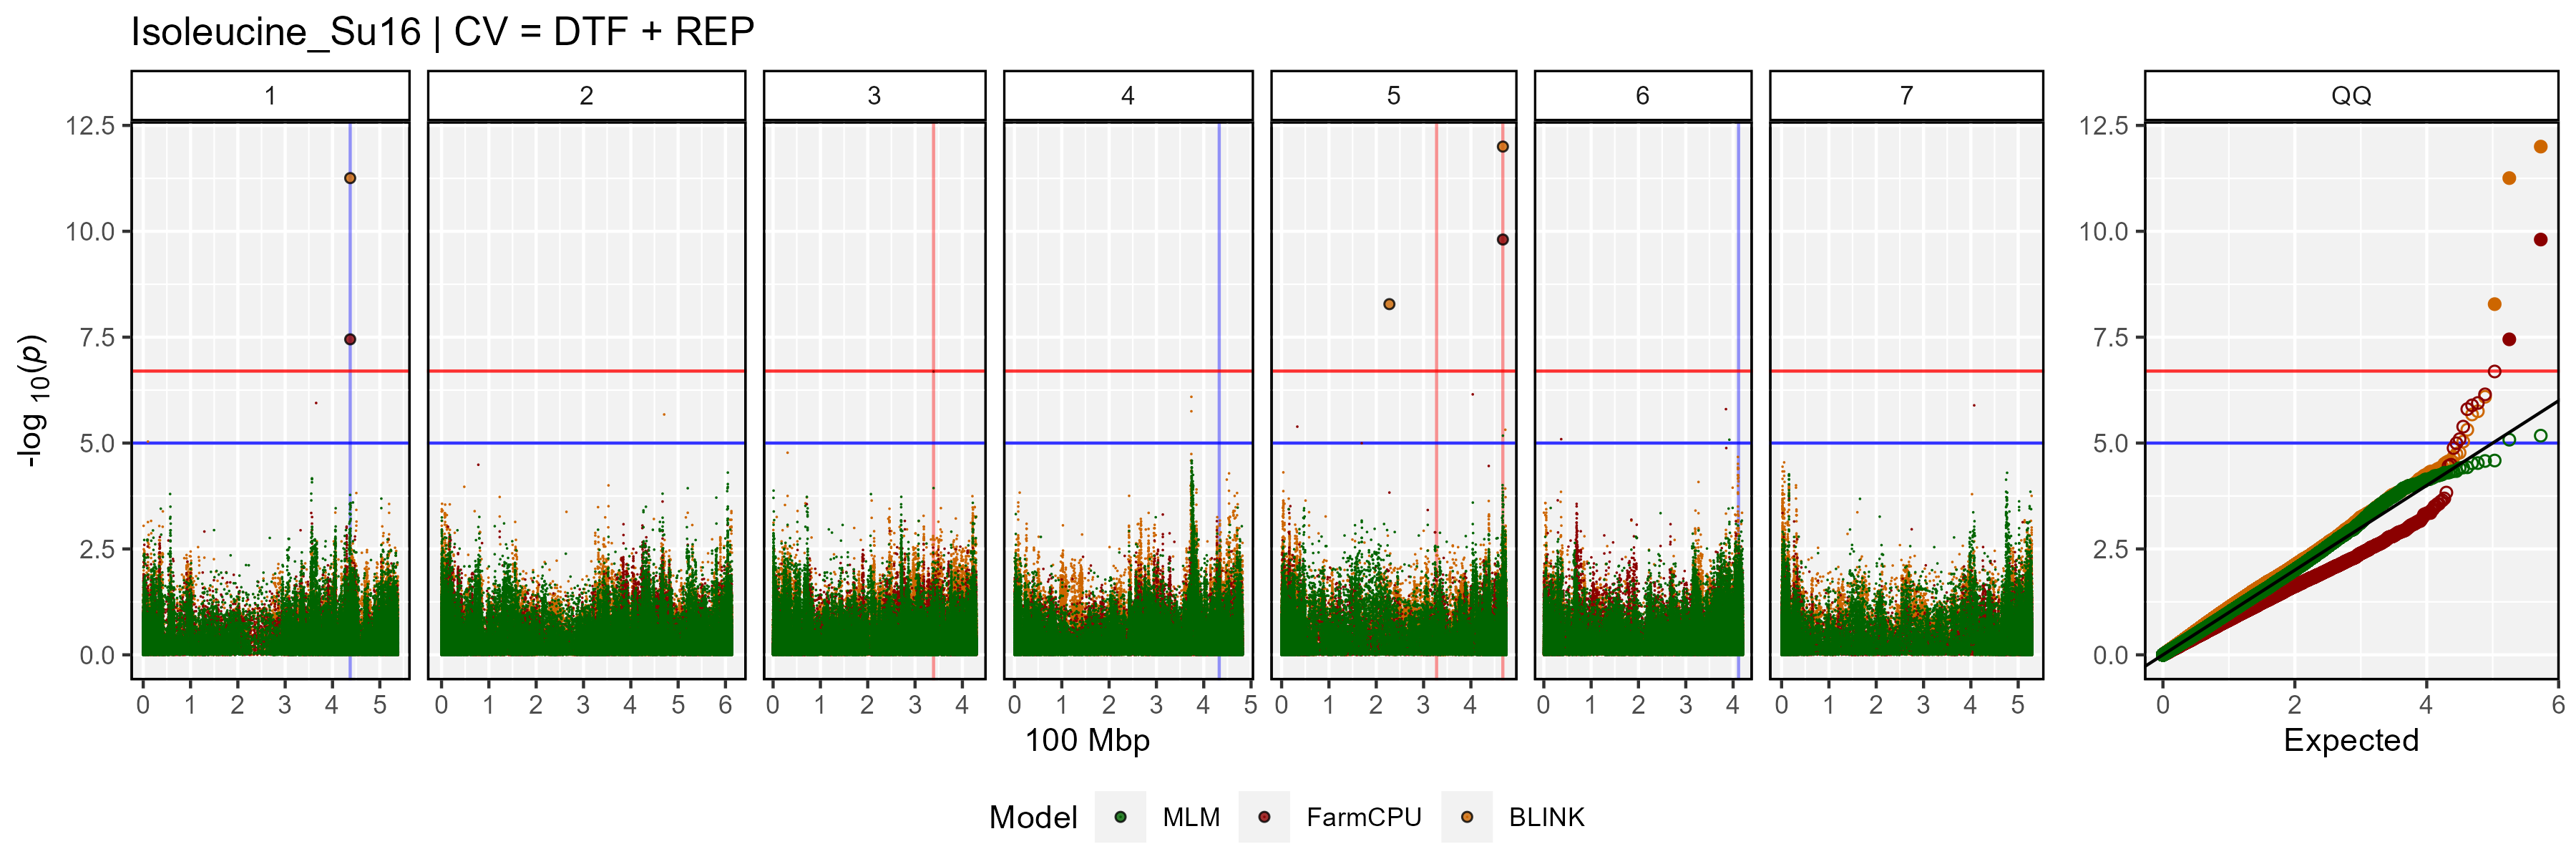 Isoleucine_Su16 | CV = DTF + REP
1 2 3 4 5 6 7 QQ
-log 10(p)
12.5
10.0
7.5
5.0
2.5
0.0
0 1 2 3 4 5
0 1 2 3 4 5 6
0 1 2 3 4
0 1 2 3 4 5
0 1 2 3 4
0 1 2 3 4
0 1 2 3 4 5
100 Mbp
12.5
10.0
7.5
5.0
2.5
0.0
0 2 4 6
Expected
Model MLM FarmCPU BLINK